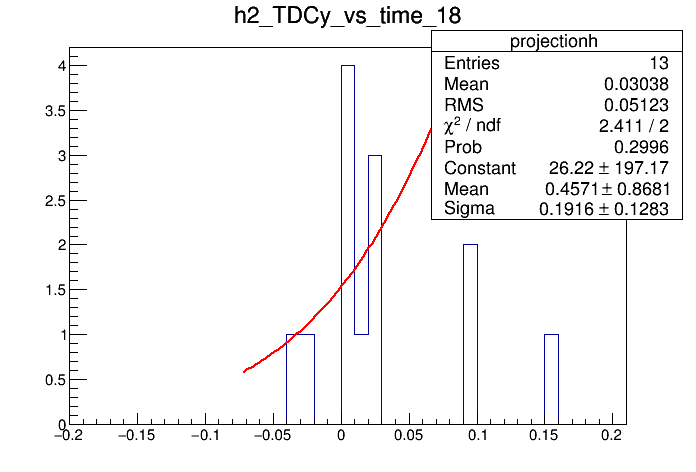 h2_TDCy_vs_time_18
projectionh
Entries 13
Mean 0.03038
RMS 0.05123
χ² / ndf 2.411 / 2
Prob 0.2996
Constant 26.22 ± 197.17
Mean 0.4571 ± 0.8681
Sigma 0.1916 ± 0.1283
4
3.5
3
2.5
2
1.5
1
0.5
0
−0.2 −0.15 −0.1 −0.05 0 0.05 0.1 0.15 0.2